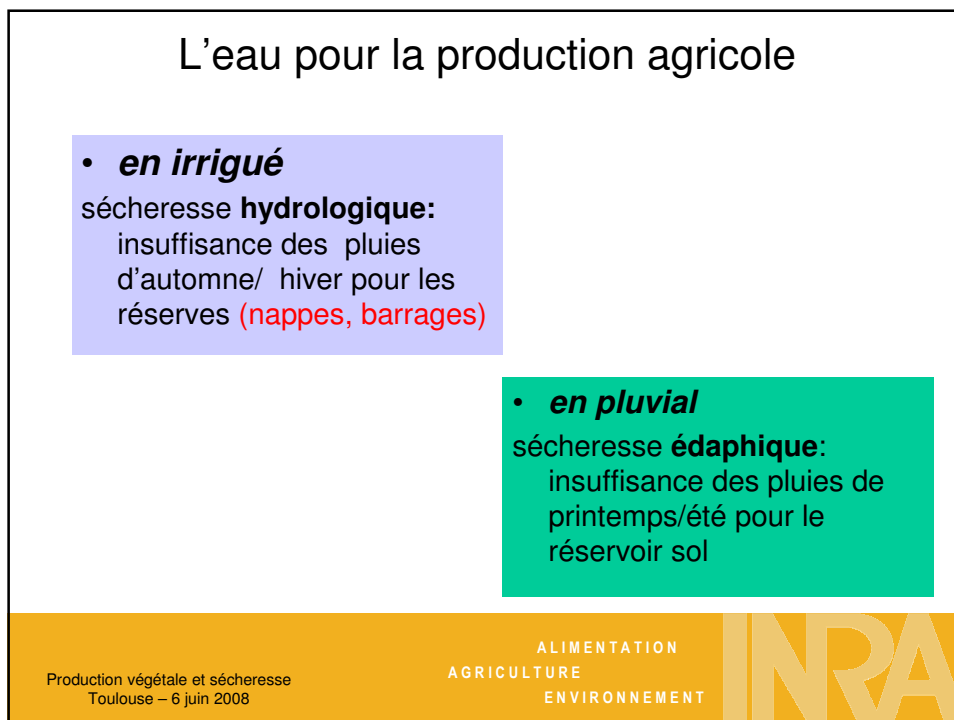 L’eau pour la production agricole
• en irrigué
sécheresse hydrologique:
insuffisance des pluies
d’automne/ hiver pour les
réserves (nappes, barrages)
• en pluvial
sécheresse édaphique:
insuffisance des pluies de
printemps/été pour le
réservoir sol
Production végétale et sécheresse
Toulouse – 6 juin 2008
ALIMENTATION
AGRICULTURE
ENVIRONNEMENT
INRA